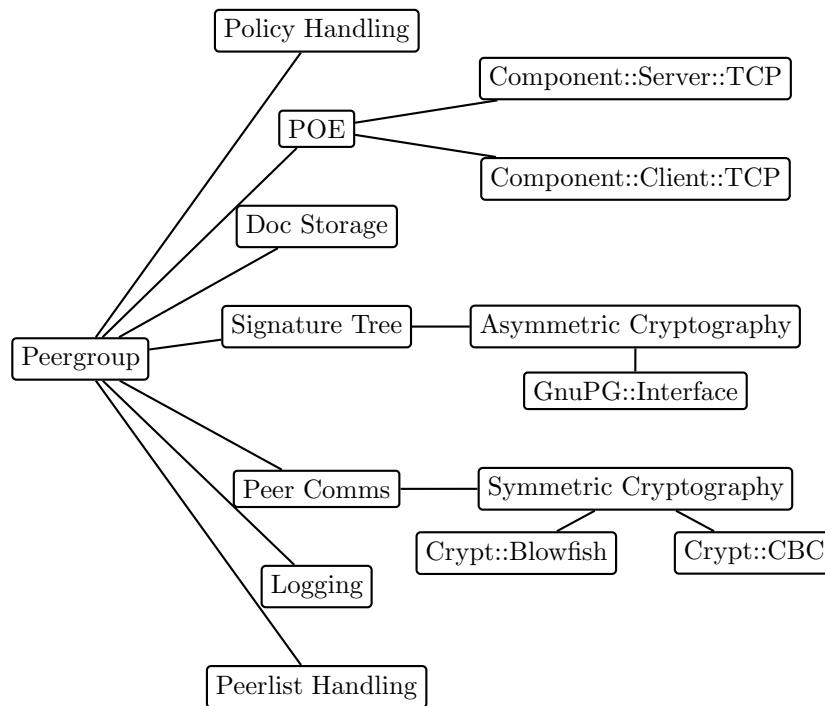 Policy Handling
Component::Server::TCP
POE
Component::Client::TCP
Doc Storage
Signature Tree
Asymmetric Cryptography
Peergroup
GnuPG::Interface
Peer Comms
Symmetric Cryptography
Crypt::Blowfish
Crypt::CBC
Logging
Peerlist Handling